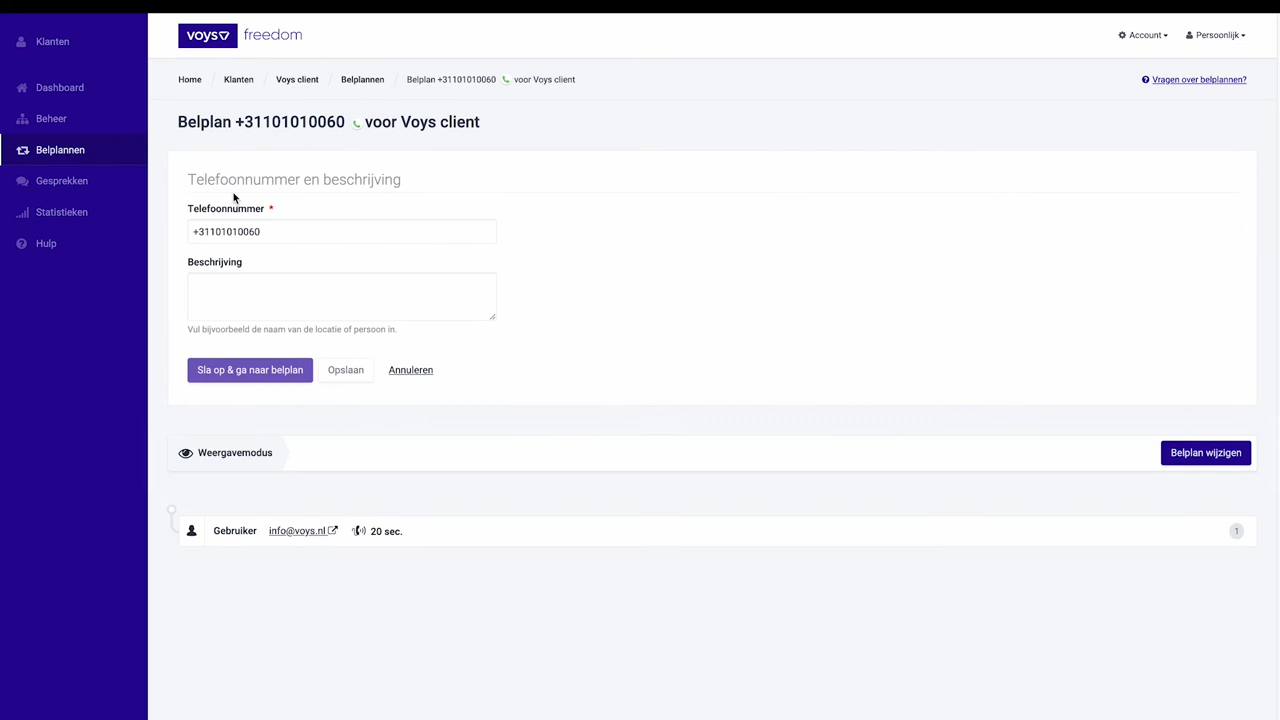 Klanten
Dashboard
Beheer
Belplannen
Gesprekken
Statistieken
Hulp
voys freedom
Account
Persoonlijk
Home Klanten Voys client Belplannen Belplan +31101010060 voor Voys client
Vragen over belplannen?
Belplan +31101010060 voor Voys client
Telefoonnummer en beschrijving
Telefoonnummer *
+31101010060
Beschrijving
Vul bijvoorbeeld de naam van de locatie of persoon in.
Sla op & ga naar belplan Opslaan Annuleren
Weergavemodus Belplan wijzigen
Gebruiker info@voys.nl 20 sec. 1